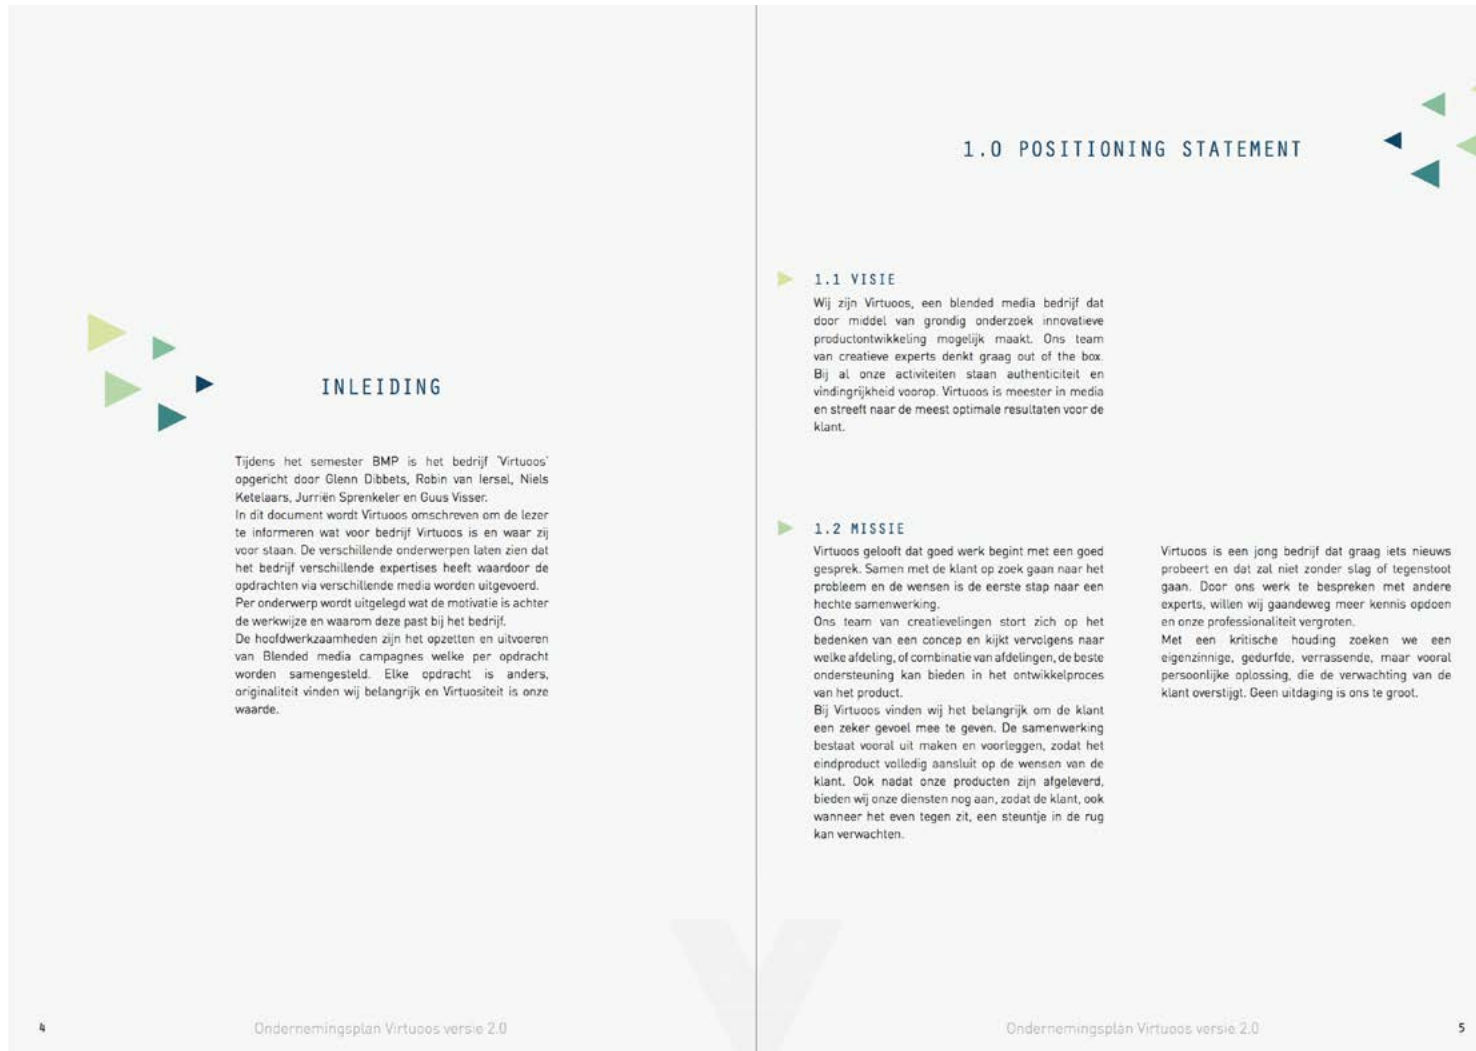 INLEIDING
Tijdens het semester BMP is het bedrijf 'Virtuoos'
opgericht door Glenn Dibbets, Robin van Iersel, Niels
Ketelaars, Jurriën Sprenkeler en Guus Visser.
In dit document wordt Virtuoos omschreven om de lezer
te informeren wat voor bedrijf Virtuoos is en waar zij
voor staan. De verschillende onderwerpen laten zien dat
het bedrijf verschillende expertises heeft waardoor de
opdrachten via verschillende media worden uitgevoerd.
Per onderwerp wordt uitgelegd wat de motivatie is achter
de werkwijze en waarom deze past bij het bedrijf.
De hoofdwerkzaamheden zijn het opzetten en uitvoeren
van Blended media campagnes welke per opdracht
worden samengesteld. Elke opdracht is anders,
originaliteit vinden wij belangrijk en Virtuositeit is onze
waarde.
4
Ondernemingsplan Virtuoos versie 2.0
1.0 POSITIONING STATEMENT
1.1 VISIE
Wij zijn Virtuoos, een blended media bedrijf dat
door middel van grondig onderzoek innovatieve
productontwikkeling mogelijk maakt. Ons team
van creatieve experts denkt graag out of the box.
Bij al onze activiteiten staan authenticiteit en
vindingrijkheid voorop. Virtuoos is meester in media
en streeft naar de meest optimale resultaten voor de
klant.
1.2 MISSIE
Virtuoos gelooft dat goed werk begint met een goed
gesprek. Samen met de klant op zoek gaan naar het
probleem en de wensen is de eerste stap naar een
hechte samenwerking.
Ons team van creatievelingen stort zich op het
bedenken van een concep en kijkt vervolgens naar
welke afdeling, of combinatie van afdelingen, de beste
ondersteuning kan bieden in het ontwikkelproces
van het product.
Bij Virtuoos vinden wij het belangrijk om de klant
een zeker gevoel mee te geven. De samenwerking
bestaat vooral uit maken en voorleggen, zodat het
eindproduct volledig aansluit op de wensen van de
klant. Ook nadat onze producten zijn afgeleverd,
bieden wij onze diensten nog aan, zodat de klant, ook
wanneer het even tegen zit, een steuntje in de rug
kan verwachten.
Virtuoos is een jong bedrijf dat graag iets nieuws
probeert en dat zal niet zonder slag of tegenstoot
gaan. Door ons werk te bespreken met andere
experts, willen wij gaandeweg meer kennis opdoen
en onze professionaliteit vergroten.
Met een kritische houding zoeken we een
eigenzinnige, gedurfde, verrassende, maar vooral
persoonlijke oplossing, die de verwachting van de
klant overstijgt. Geen uitdaging is ons te groot.
Ondernemingsplan Virtuoos versie 2.0
5